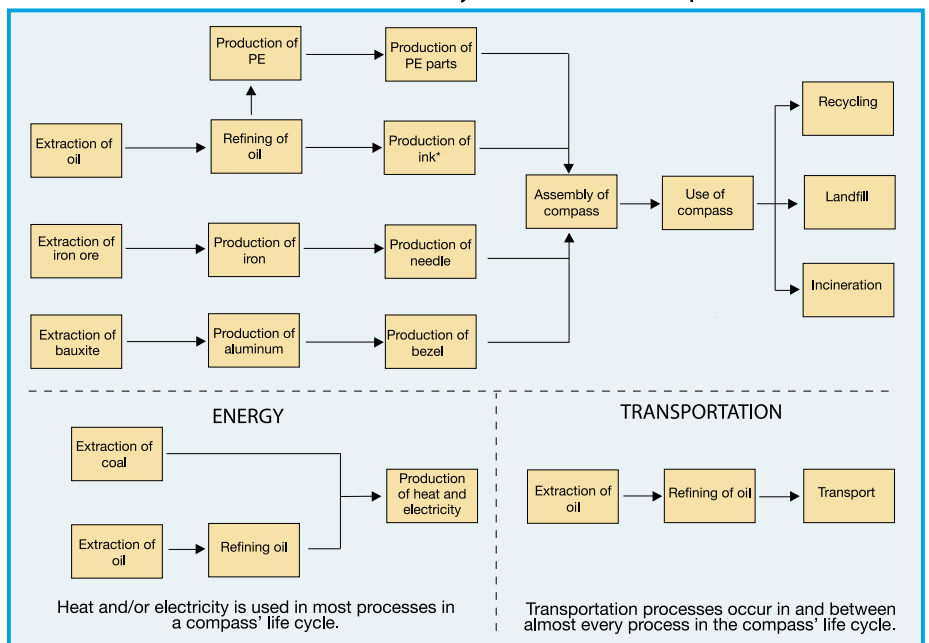 Production of
PE
Production of
PE parts
Recycling
Extraction of
oil
Refining of
oil
Production of
ink*
Assembly of
compass
Use of
compass
Landfill
Extraction of
iron ore
Production of
iron
Production of
needle
Incineration
Extraction of
bauxite
Production of
aluminum
Production of
bezel
ENERGY
Extraction of
coal
Production
of heat and
electricity
Extraction of
oil
Refining oil
Heat and/or electricity is used in most processes in
a compass' life cycle.
TRANSPORTATION
Extraction of
oil
Refining of oil
Transport
Transportation processes occur in and between
almost every process in the compass' life cycle.